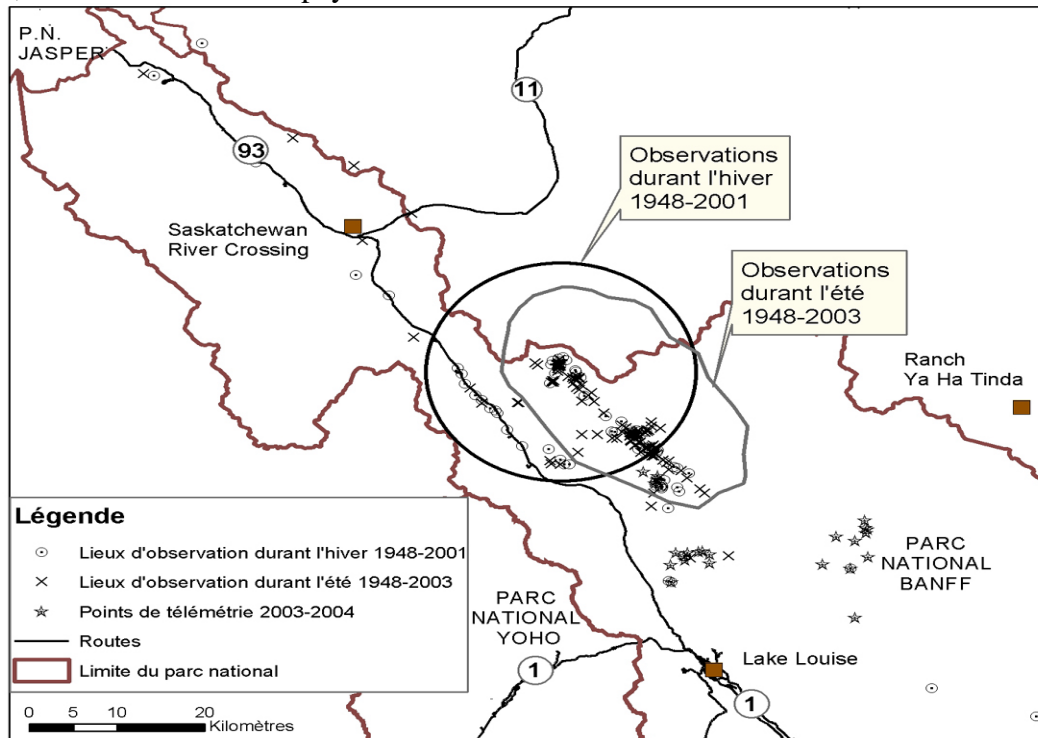 P.N.
JASPER
11
93
Observations
durant l'hiver
1948-2001
Saskatchewan
River Crossing
Observations
durant l'été
1948-2003
Ranch
Ya Ha Tinda
Légende
Lieux d'observation durant l'hiver 1948-2001
Lieux d'observation durant l'été 1948-2003
Points de télémétrie 2003-2004
Routes
Limite du parc national
0 5 10 20
Kilomètres
PARC
NATIONAL
YOHO
PARC
NATIONAL
BANFF
Lake Louise
1
1